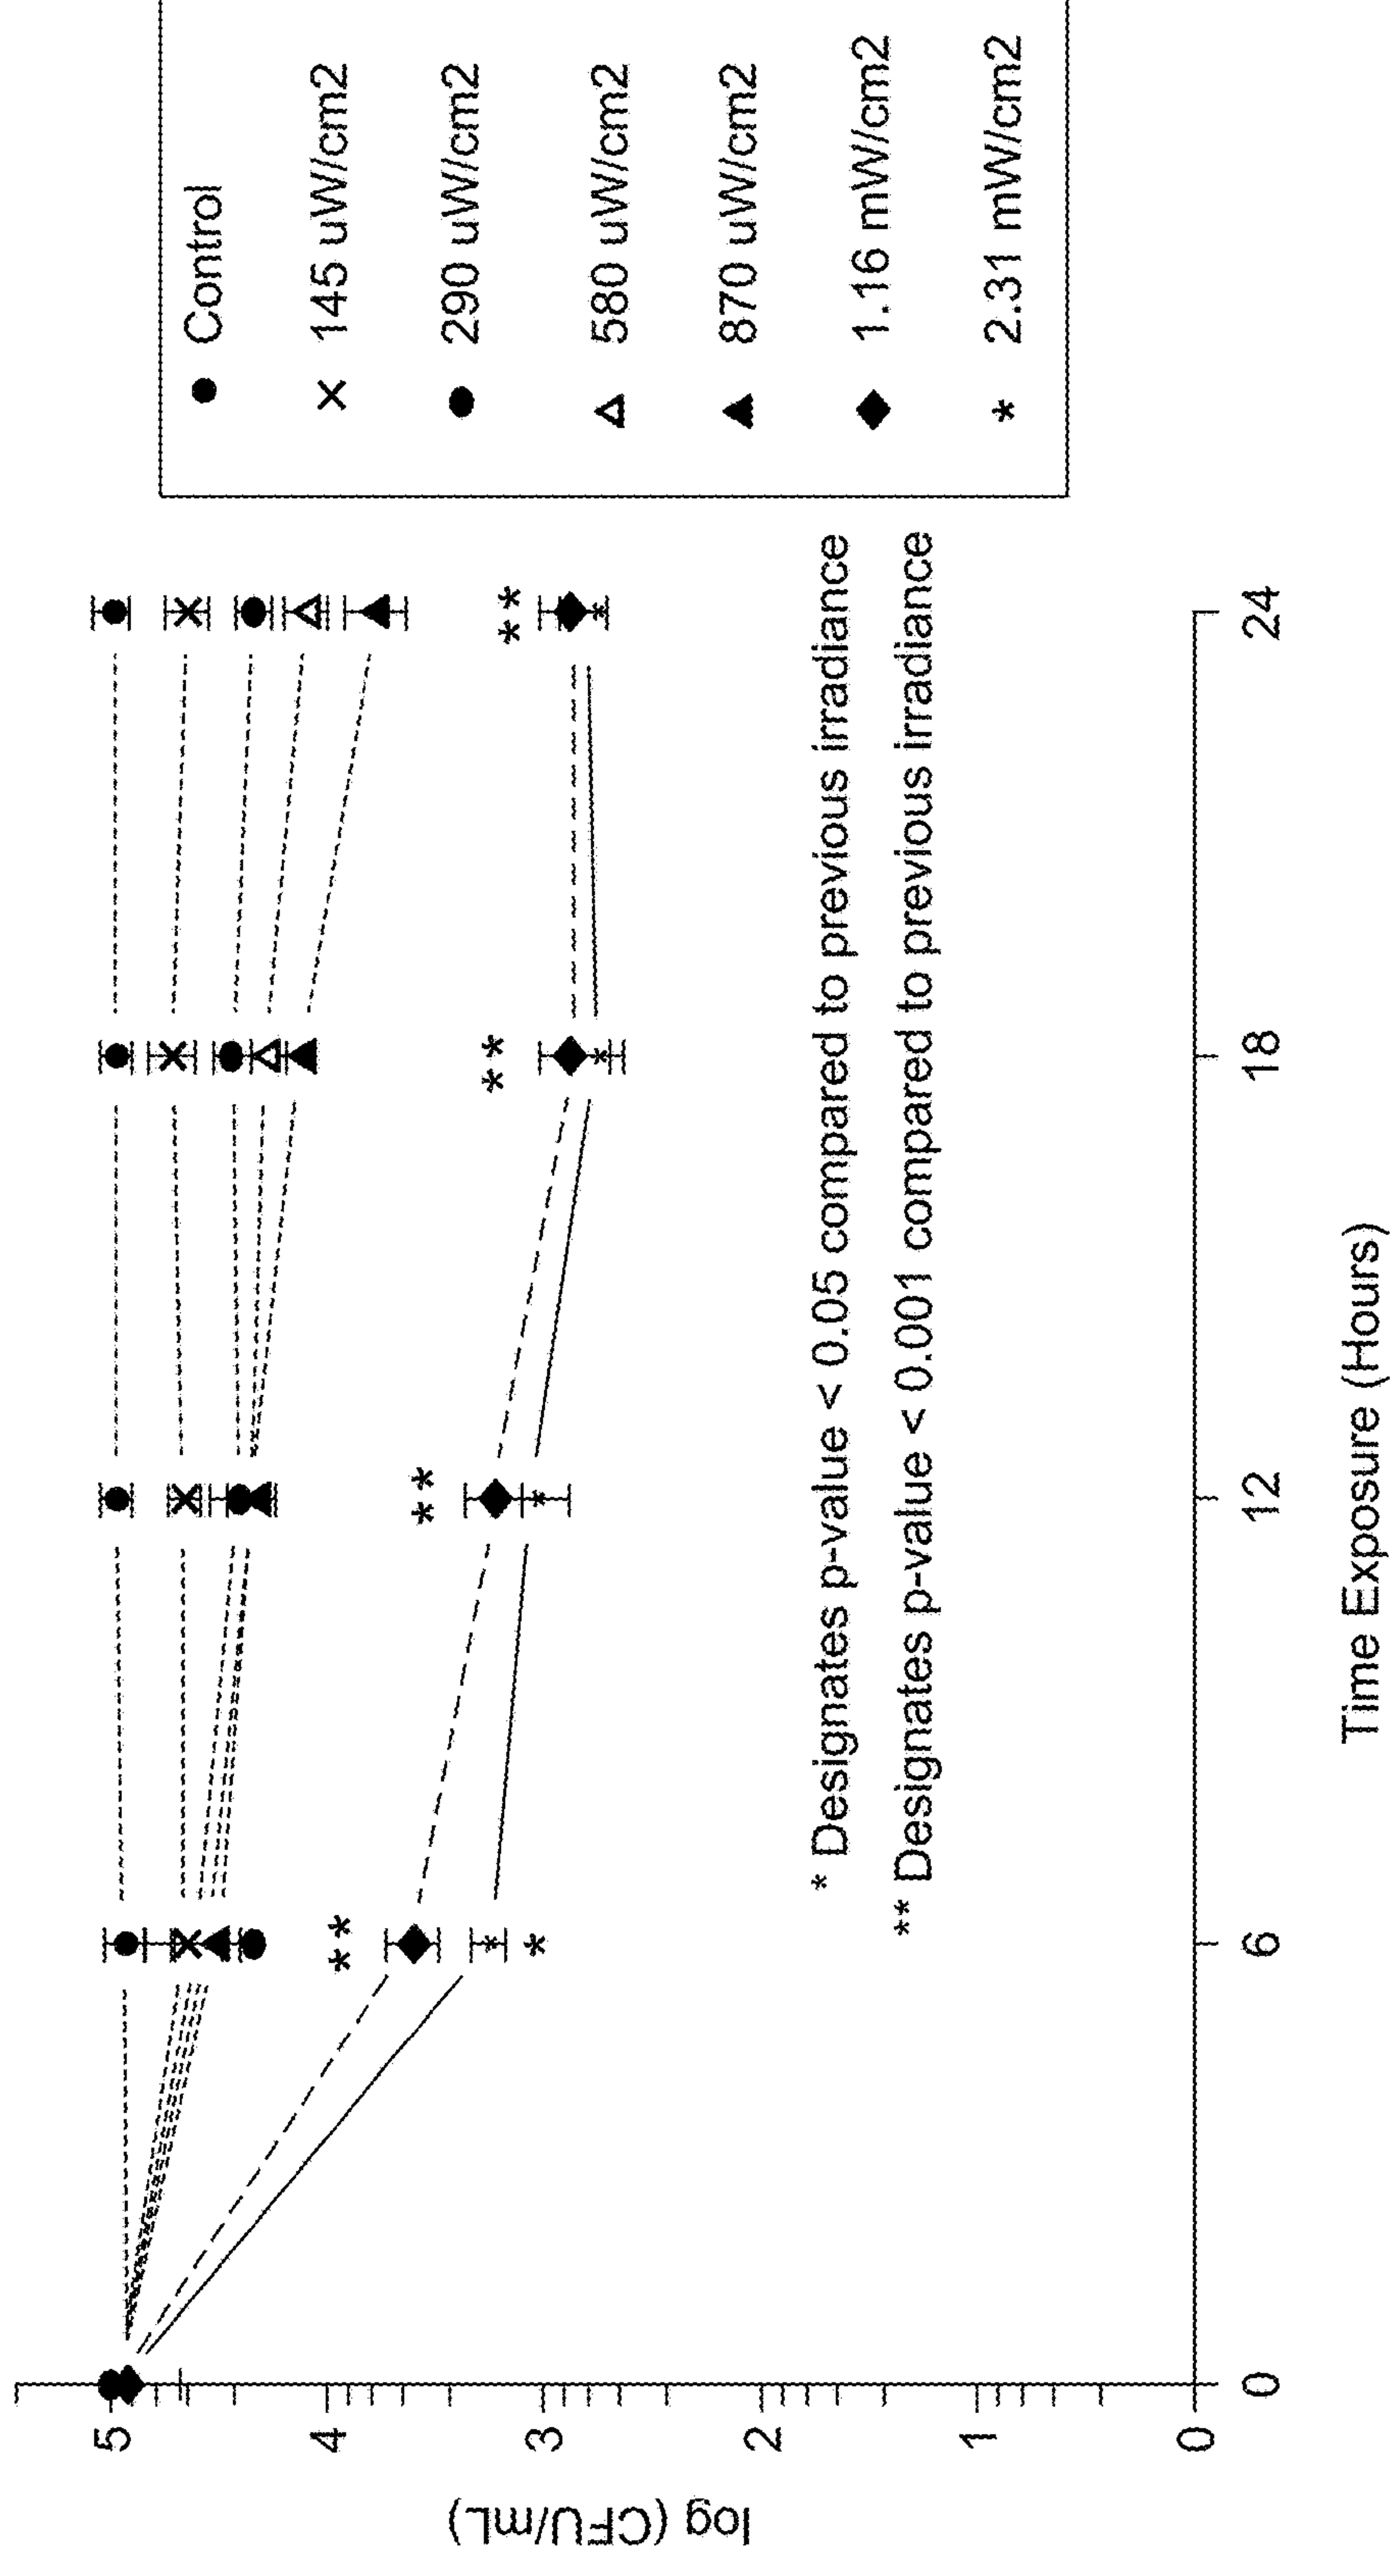 log (CFU/mL)
5
4
3
2
1
0
0
6
12
18
24
Time Exposure (Hours)
**
**
**
**
*
* Designates p-value < 0.05 compared to previous irradiance
** Designates p-value < 0.001 compared to previous irradiance
Control
145 uW/cm2
290 uW/cm2
580 uW/cm2
870 uW/cm2
1.16 mW/cm2
2.31 mW/cm2